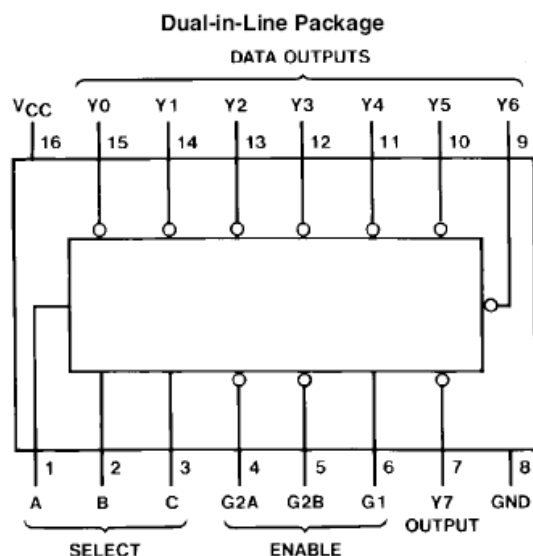 Dual-in-Line Package
DATA OUTPUTS
VCC Y0 Y1 Y2 Y3 Y4 Y5 Y6
16 15 14 13 12 11 10 9
1 2 3 4 5 6 7 8
A B C G2A G2B G1 Y7 GND
OUTPUT
SELECT ENABLE